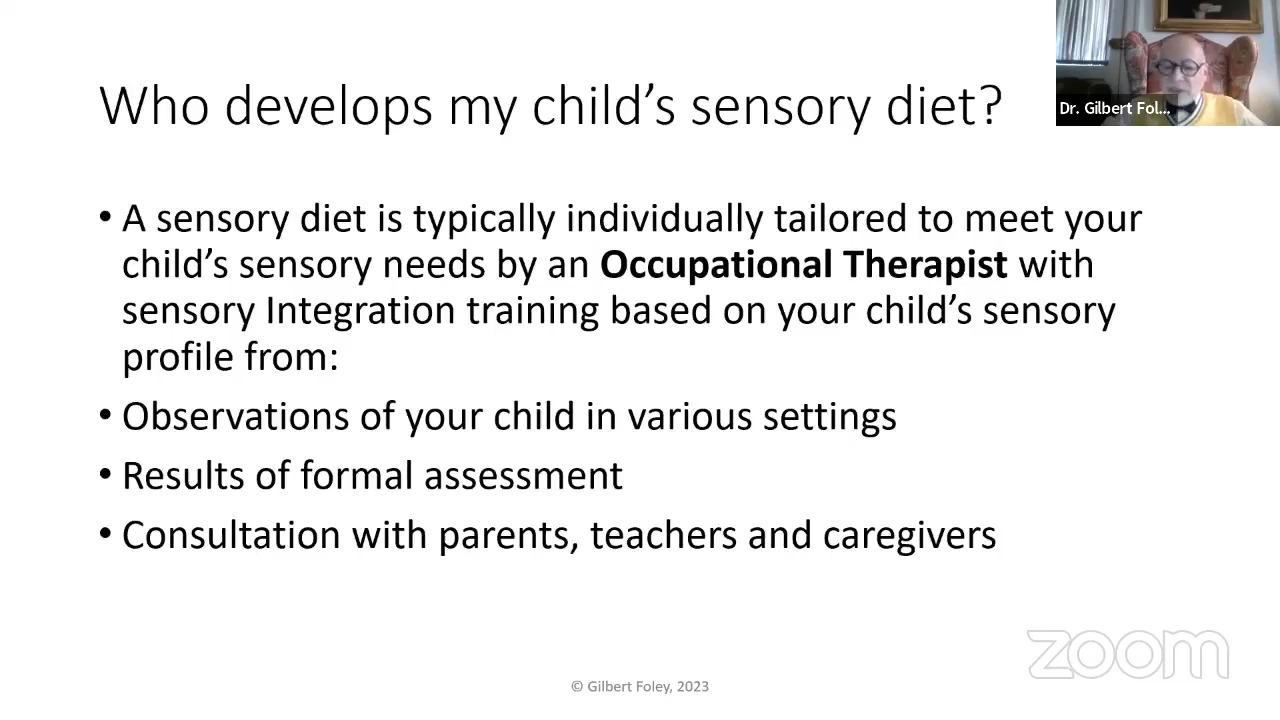 Who develops my child’s sensory diet?
Dr. Gilbert Fol...
• A sensory diet is typically individually tailored to meet your
child’s sensory needs by an Occupational Therapist with
sensory Integration training based on your child’s sensory
profile from:
• Observations of your child in various settings
• Results of formal assessment
• Consultation with parents, teachers and caregivers
zoom
© Gilbert Foley, 2023